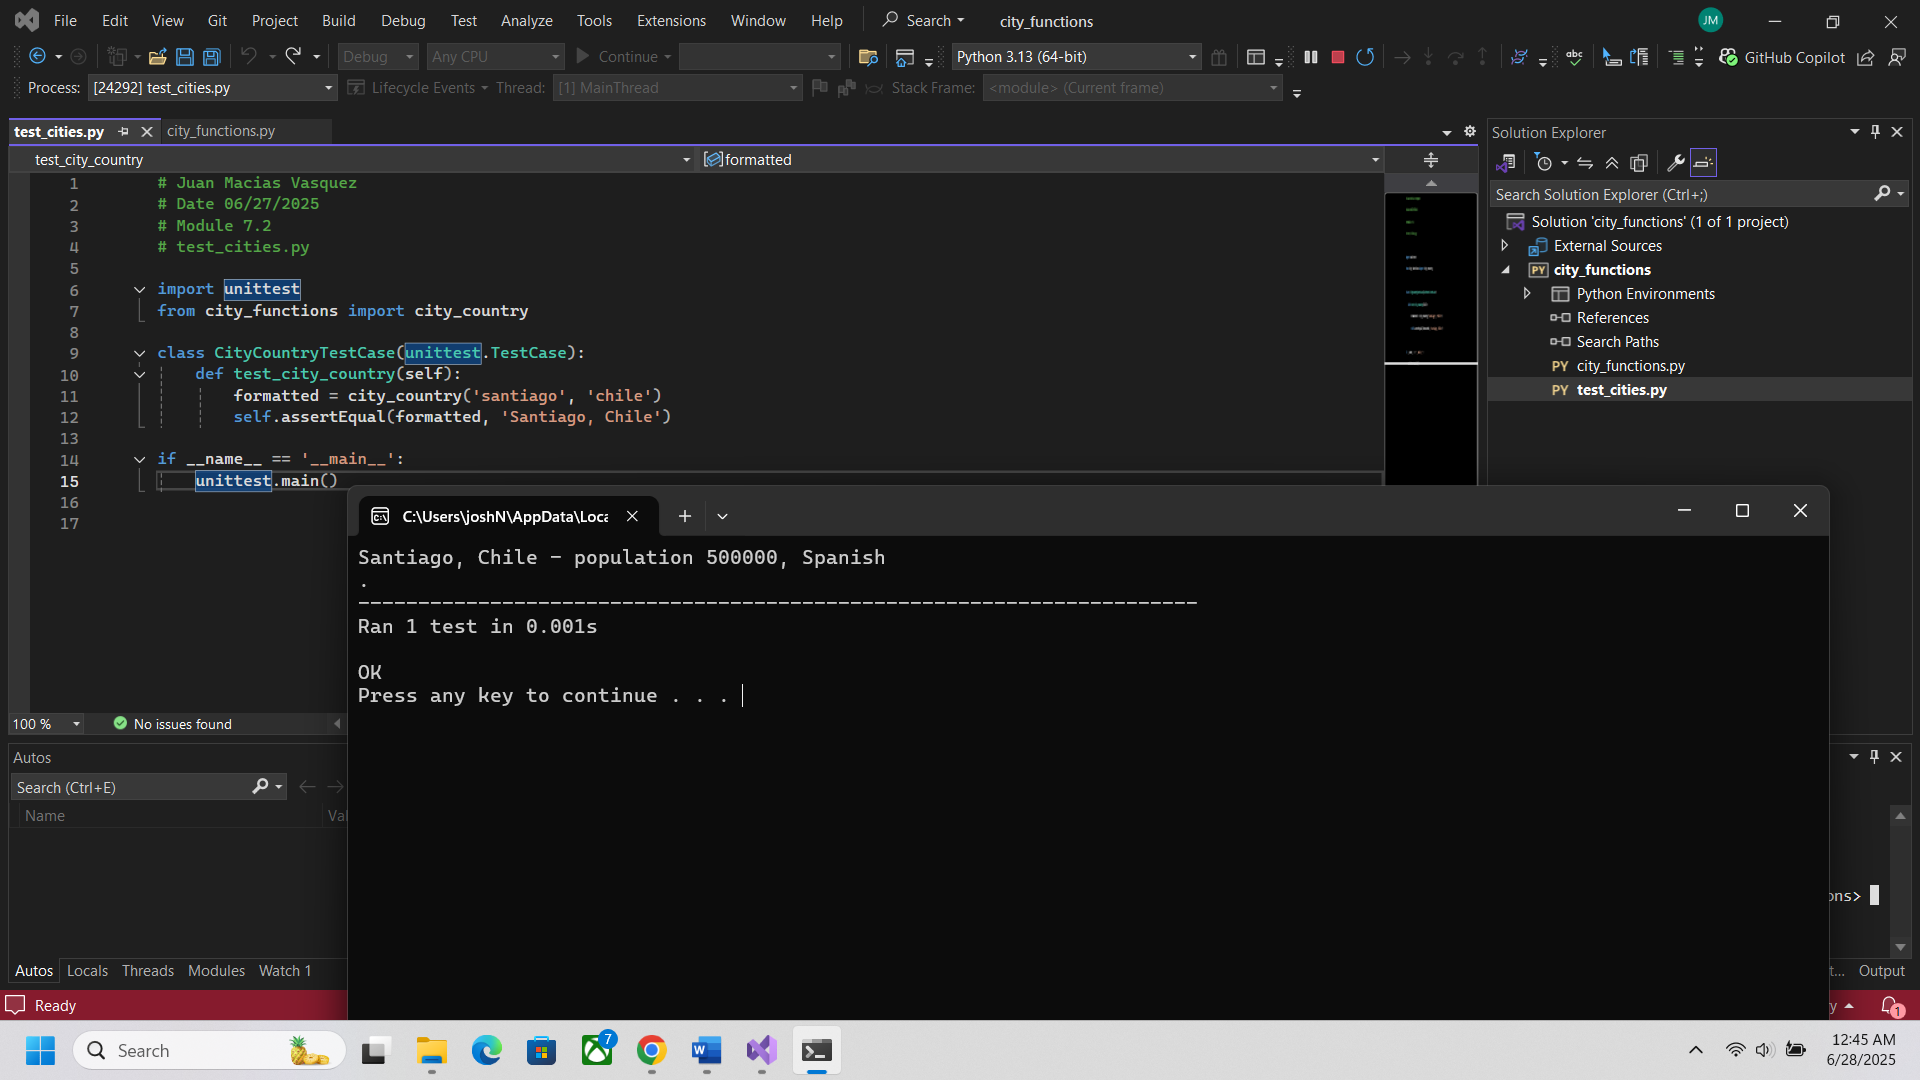 File Edit View Git Project Build Debug Test Analyze Tools Extensions Window Help Search city_functions JM
Debug Any CPU Continue Python 3.13 (64-bit) abc GitHub Copilot
Process: [24292] test_cities.py Lifecycle Events Thread: [1] MainThread Stack Frame: <module> (Current frame)
test_cities.py city_functions.py
test_city_country formatted
1 # Juan Macias Vasquez
2 # Date 06/27/2025
3 # Module 7.2
4 # test_cities.py
5
6 import unittest
7 from city_functions import city_country
8
9 class CityCountryTestCase(unittest.TestCase):
10 def test_city_country(self):
11 formatted = city_country('santiago', 'chile')
12 self.assertEqual(formatted, 'Santiago, Chile')
13
14 if __name__ == '__main__':
15 unittest.main()
16
17
100 % No issues found
Solution Explorer
Search Solution Explorer (Ctrl+;)
Solution 'city_functions' (1 of 1 project)
External Sources
PY city_functions
Python Environments
References
Search Paths
PY city_functions.py
PY test_cities.py
C:\Users\joshN\AppData\Loca
Santiago, Chile - population 500000, Spanish
.
----------------------------------------------------------------------
Ran 1 test in 0.001s
OK
Press any key to continue . . .
Autos
Search (Ctrl+E)
Name Val
ons>
Autos Locals Threads Modules Watch 1
t... Output
Ready
y 1
Search 7
12:45 AM
6/28/2025